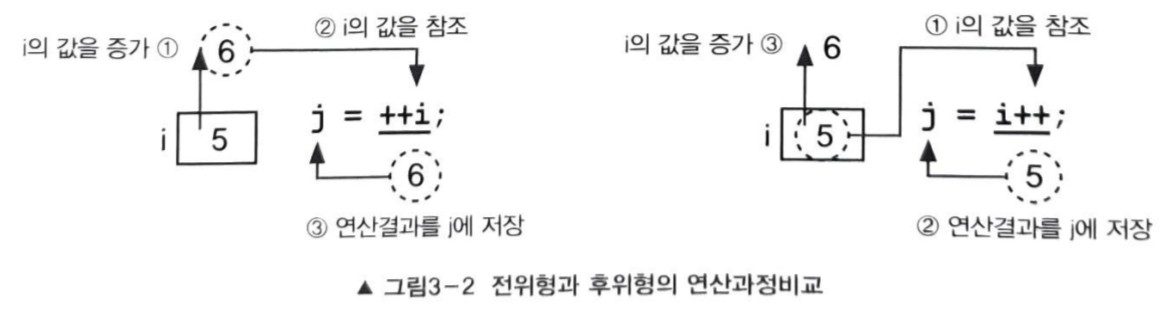 ② i의 값을 참조
i의 값을 증가 ① 6
j = ++i;
i 5
6
③ 연산결과를 j에 저장
① i의 값을 참조
i의 값을 증가 ③ 6
j = i++;
i 5
5
② 연산결과를 j에 저장
▲ 그림3-2 전위형과 후위형의 연산과정비교